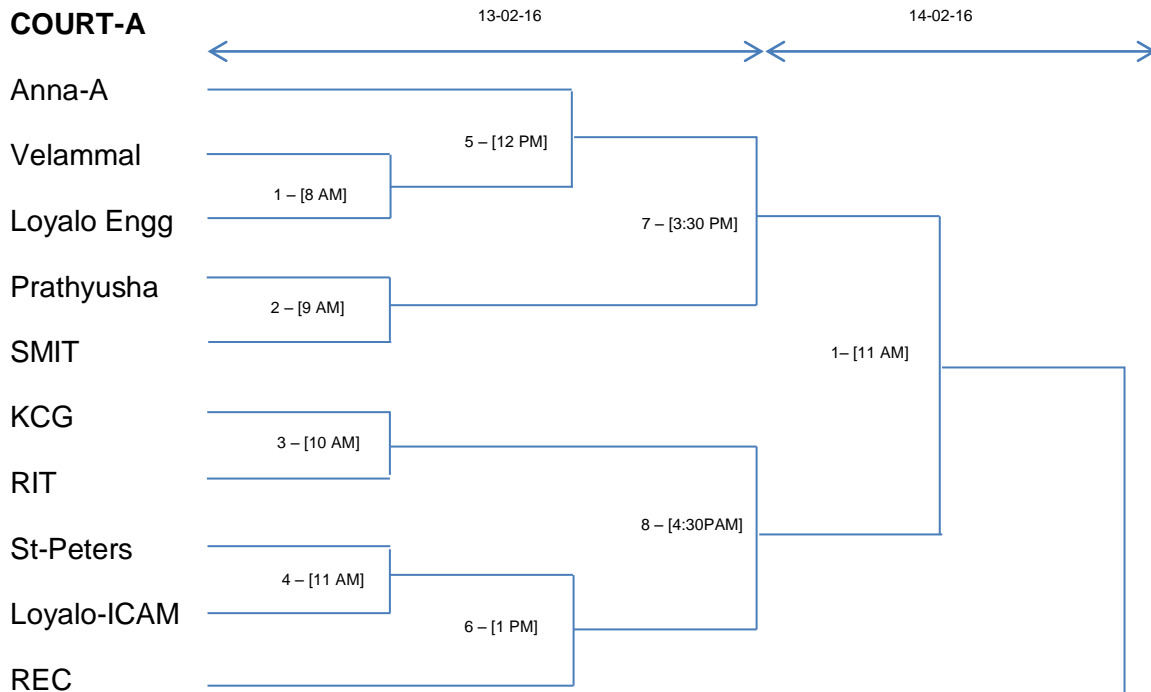 COURT-A
13-02-16
14-02-16
Anna-A
5 – [12 PM]
Velammal
1 – [8 AM]
Loyalo Engg
7 – [3:30 PM]
Prathyusha
2 – [9 AM]
SMIT
1– [11 AM]
KCG
3 – [10 AM]
RIT
8 – [4:30PAM]
St-Peters
4 – [11 AM]
Loyalo-ICAM
6 – [1 PM]
REC